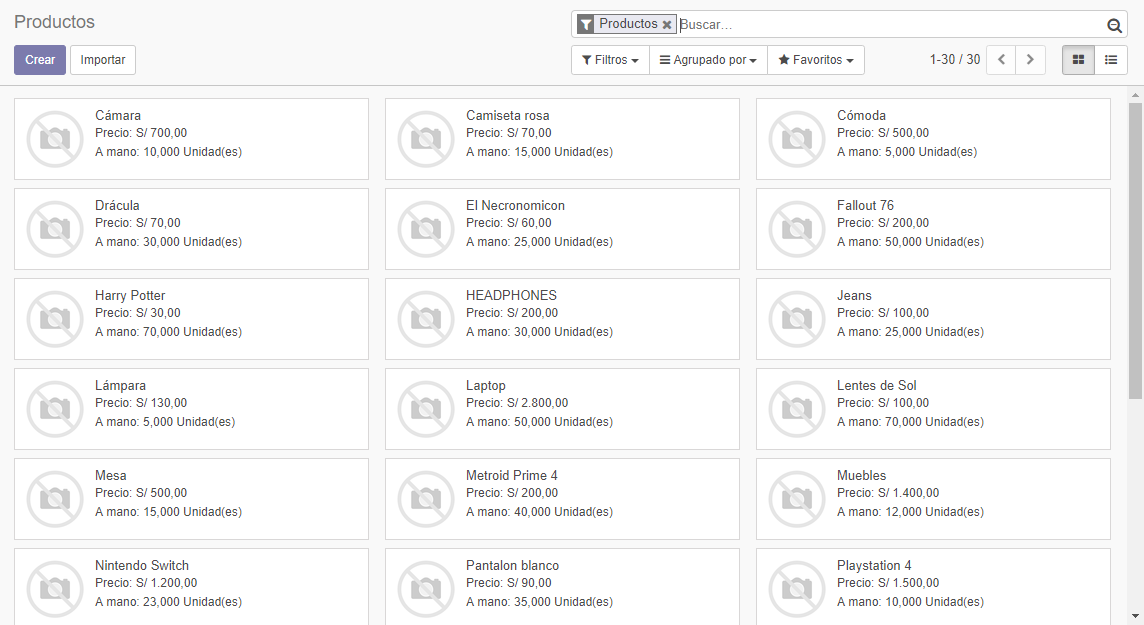 Productos
Productos
Buscar...
Crear
Importar
Filtros
Agrupado por
Favoritos
1-30 / 30
Cámara
Precio: S/ 700,00
A mano: 10,000 Unidad(es)
Camiseta rosa
Precio: S/ 70,00
A mano: 15,000 Unidad(es)
Cómoda
Precio: S/ 500,00
A mano: 5,000 Unidad(es)
Drácula
Precio: S/ 70,00
A mano: 30,000 Unidad(es)
El Necronomicon
Precio: S/ 60,00
A mano: 25,000 Unidad(es)
Fallout 76
Precio: S/ 200,00
A mano: 50,000 Unidad(es)
Harry Potter
Precio: S/ 30,00
A mano: 70,000 Unidad(es)
HEADPHONES
Precio: S/ 200,00
A mano: 30,000 Unidad(es)
Jeans
Precio: S/ 100,00
A mano: 25,000 Unidad(es)
Lámpara
Precio: S/ 130,00
A mano: 5,000 Unidad(es)
Laptop
Precio: S/ 2.800,00
A mano: 50,000 Unidad(es)
Lentes de Sol
Precio: S/ 100,00
A mano: 70,000 Unidad(es)
Mesa
Precio: S/ 500,00
A mano: 15,000 Unidad(es)
Metroid Prime 4
Precio: S/ 200,00
A mano: 40,000 Unidad(es)
Muebles
Precio: S/ 1.400,00
A mano: 12,000 Unidad(es)
Nintendo Switch
Precio: S/ 1.200,00
A mano: 23,000 Unidad(es)
Pantalon blanco
Precio: S/ 90,00
A mano: 35,000 Unidad(es)
Playstation 4
Precio: S/ 1.500,00
A mano: 10,000 Unidad(es)